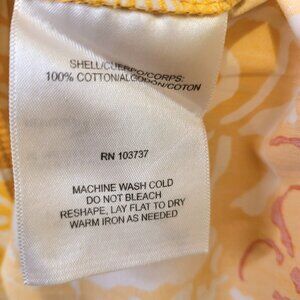 SHELL/CUERPO/CORPS:
100% COTTON/ALGODON/COTON
RN 103737
MACHINE WASH COLD
DO NOT BLEACH
RESHAPE, LAY FLAT TO DRY
WARM IRON AS NEEDED